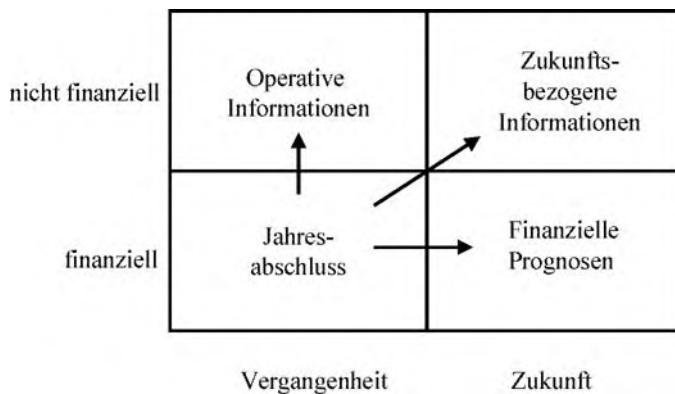 nicht finanziell
Operative
Informationen
Zukunfts-
bezogene
Informationen
finanziell
Jahres-
abschluss
Finanzielle
Prognosen
Vergangenheit
Zukunft